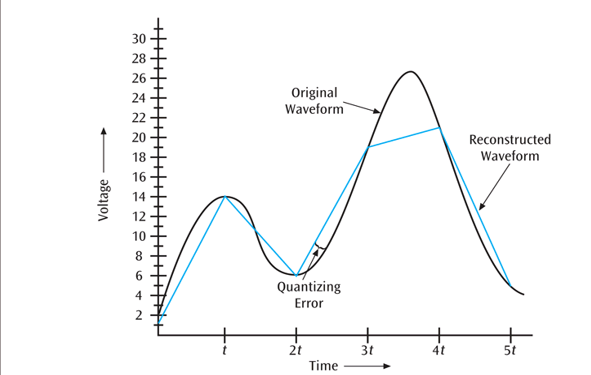 30
28
26
24
22
20
18
16
14
12
10
8
6
4
2
Voltage
Original
Waveform
Reconstructed
Waveform
Quantizing
Error
t
2t
3t
4t
5t
Time